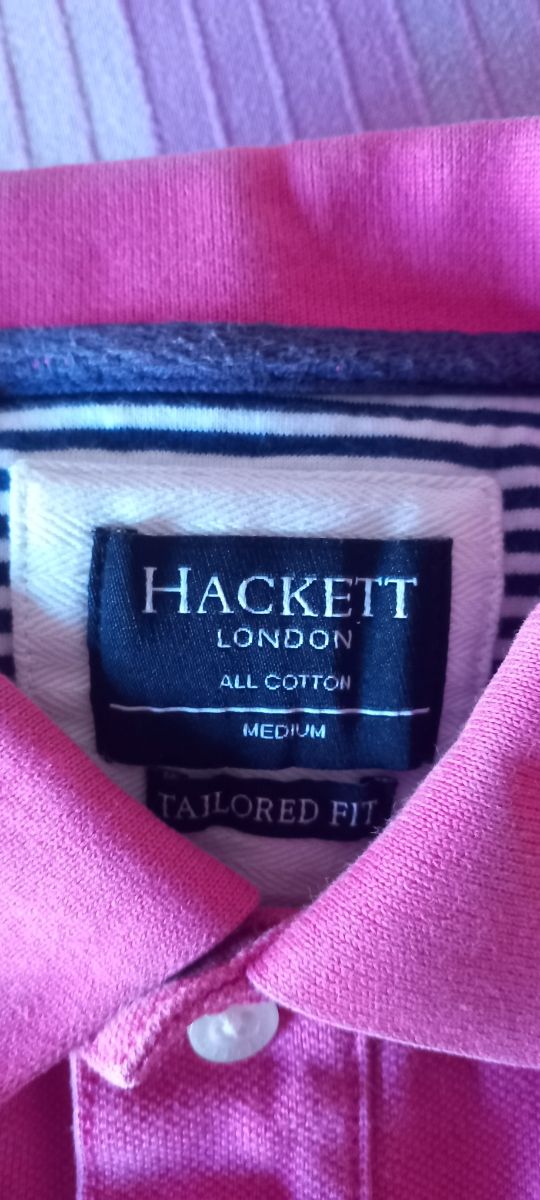 HACKETT
LONDON
ALL COTTON
MEDIUM
TAILORED FIT